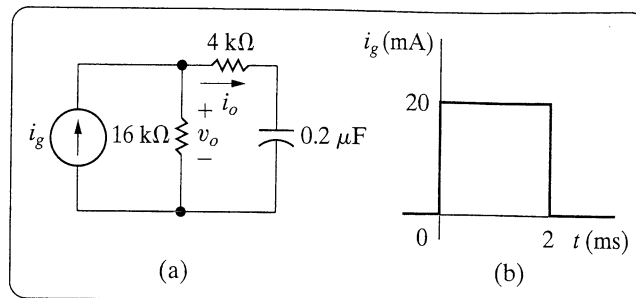 4 kΩ
i_g (mA)
20
+
i_o
i_g
16 kΩ
v_o
0.2 μF
−
0
2
t (ms)
(a)
(b)